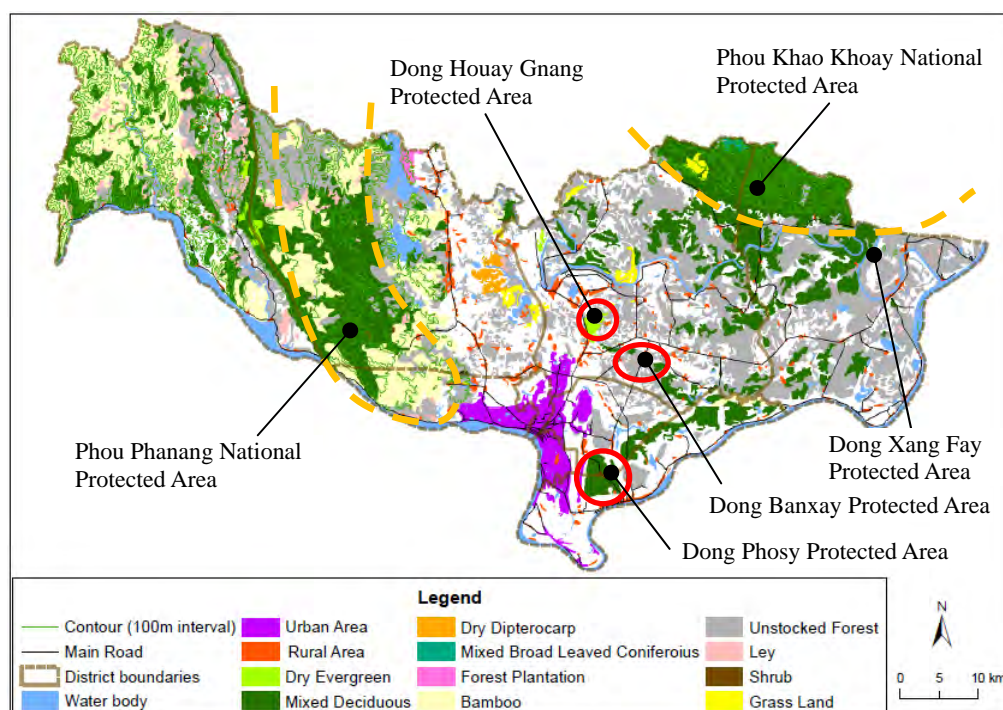 Dong Houay Gnang
Protected Area
Phou Khao Khoay National
Protected Area
Phou Phanang National
Protected Area
Dong Xang Fay
Protected Area
Dong Banxay Protected Area
Dong Phosy Protected Area
Legend
Contour (100m interval)
Main Road
District boundaries
Water body
Urban Area
Rural Area
Dry Evergreen
Mixed Deciduous
Dry Dipterocarp
Mixed Broad Leaved Coniferoius
Forest Plantation
Bamboo
Unstocked Forest
Ley
Shrub
Grass Land
N
0 5 10 km